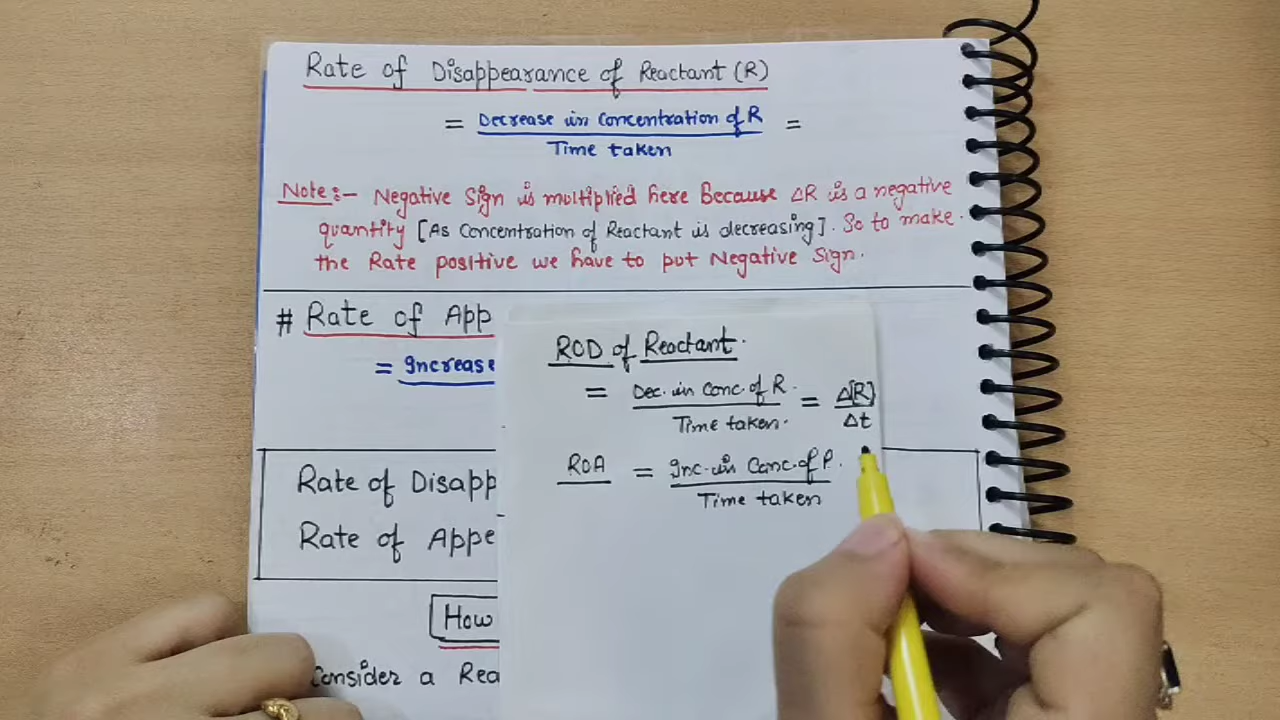 Rate of Disappearance of Reactant (R)
= Decrease in Concentration of R / Time taken =
Note:- Negative Sign is multiplied here Because ΔR is a negative
quantity [As Concentration of Reactant is decreasing]. So to make
the Rate positive we have to put Negative Sign.
# Rate of App
= Increase
Rate of Disapp
Rate of Appe
How
Consider a Rea
ROD of Reactant.
= Dec. in Conc. of R. / Time taken. = Δ[R] / Δt
ROA = Inc. in Conc. of P. / Time taken